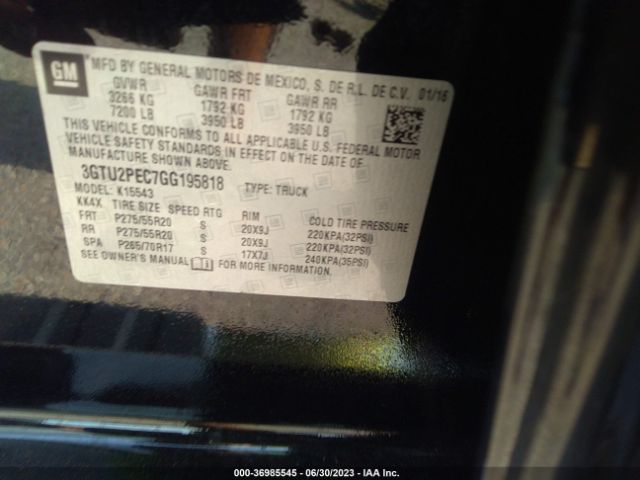 GM
MFD BY GENERAL MOTORS DE MEXICO, S. DE R.L. DE C.V. 01/16
GVWR GAWR FRT GAWR RR
3266 KG 1792 KG 1792 KG
7200 LB 3950 LB 3950 LB
THIS VEHICLE CONFORMS TO ALL APPLICABLE U.S. FEDERAL MOTOR
VEHICLE SAFETY STANDARDS IN EFFECT ON THE DATE OF
MANUFACTURE SHOWN ABOVE.
3GTU2PEC7GG195818 TYPE: TRUCK
MODEL: K15543
KK4X TIRE SIZE SPEED RTG RIM COLD TIRE PRESSURE
FRT P275/55R20 S 20X9J 220KPA(32PSI)
RR P275/55R20 S 20X9J 220KPA(32PSI)
SPA P265/70R17 S 17X7J 240KPA(35PSI)
SEE OWNER'S MANUAL FOR MORE INFORMATION.
000-36985545 - 06/30/2023 - IAA Inc.